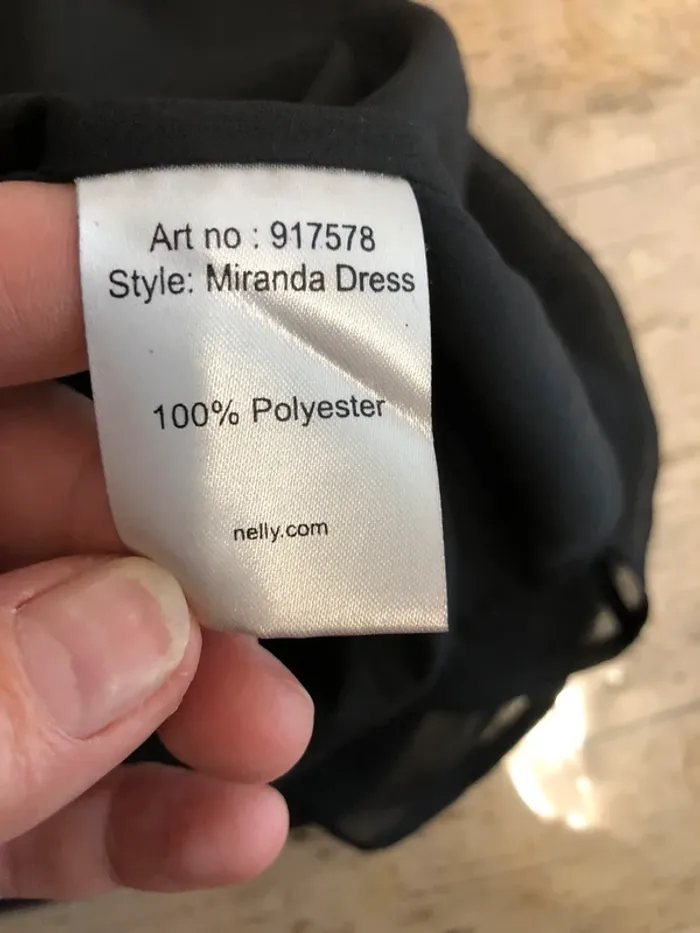 Art no : 917578
Style: Miranda Dress
100% Polyester
nelly.com